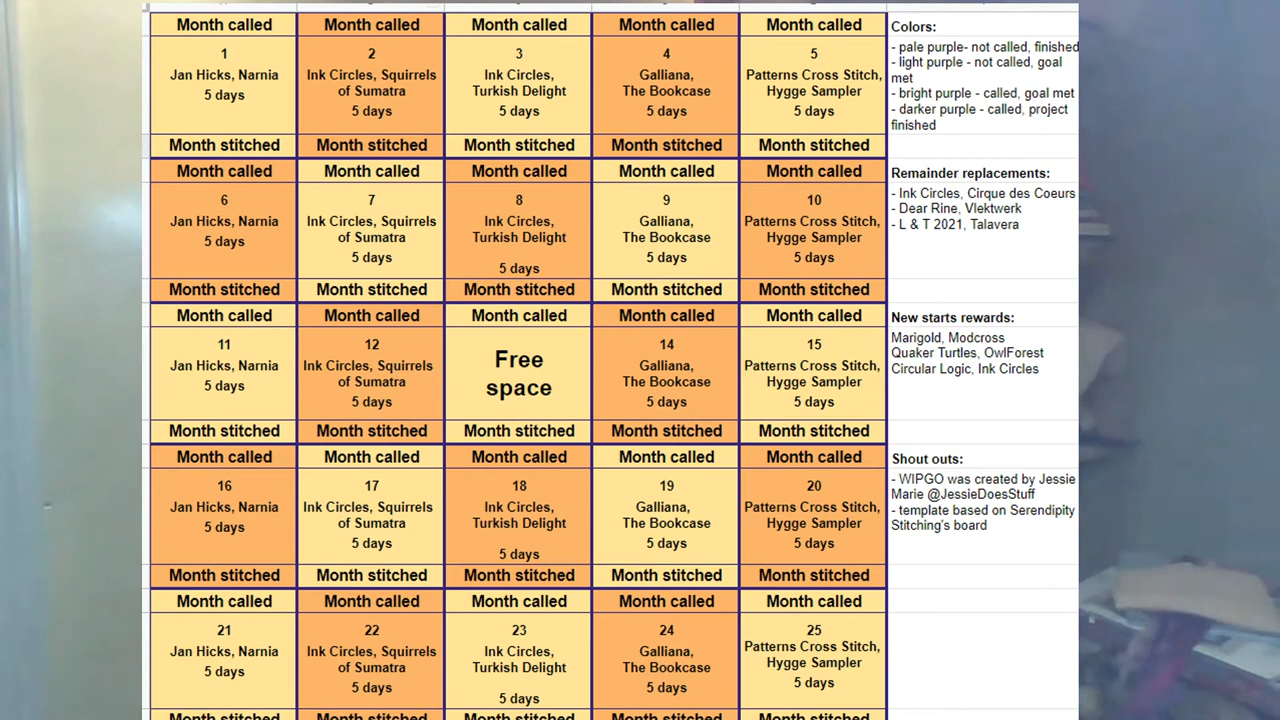 Month called Month called Month called Month called Month called
1 2 3 4 5
Jan Hicks, Narnia
5 days
Ink Circles, Squirrels
of Sumatra
5 days
Ink Circles,
Turkish Delight
5 days
Galliana,
The Bookcase
5 days
Patterns Cross Stitch,
Hygge Sampler
5 days
Month stitched Month stitched Month stitched Month stitched Month stitched
Colors:
- pale purple- not called, finished
- light purple - not called, goal
met
- bright purple - called, goal met
- darker purple - called, project
finished
Month called Month called Month called Month called Month called
6 7 8 9 10
Jan Hicks, Narnia
5 days
Ink Circles, Squirrels
of Sumatra
5 days
Ink Circles,
Turkish Delight
5 days
Galliana,
The Bookcase
5 days
Patterns Cross Stitch,
Hygge Sampler
5 days
Month stitched Month stitched Month stitched Month stitched Month stitched
Remainder replacements:
- Ink Circles, Cirque des Coeurs
- Dear Rine, Vlektwerk
- L & T 2021, Talavera
Month called Month called Month called Month called Month called
11
Jan Hicks, Narnia
5 days
12
Ink Circles, Squirrels
of Sumatra
5 days
Free
space
14
Galliana,
The Bookcase
5 days
15
Patterns Cross Stitch,
Hygge Sampler
5 days
Month stitched Month stitched Month stitched Month stitched Month stitched
New starts rewards:
Marigold, Modcross
Quaker Turtles, OwlForest
Circular Logic, Ink Circles
Month called Month called Month called Month called Month called
16 17 18 19 20
Jan Hicks, Narnia
5 days
Ink Circles, Squirrels
of Sumatra
5 days
Ink Circles,
Turkish Delight
5 days
Galliana,
The Bookcase
5 days
Patterns Cross Stitch,
Hygge Sampler
5 days
Month stitched Month stitched Month stitched Month stitched Month stitched
Shout outs:
- WIPGO was created by Jessie
Marie @JessieDoesStuff
- template based on Serendipity
Stitching's board
Month called Month called Month called Month called Month called
21 22 23 24 25
Jan Hicks, Narnia
5 days
Ink Circles, Squirrels
of Sumatra
5 days
Ink Circles,
Turkish Delight
5 days
Galliana,
The Bookcase
5 days
Patterns Cross Stitch,
Hygge Sampler
5 days
Month stitched Month stitched Month stitched Month stitched Month stitched